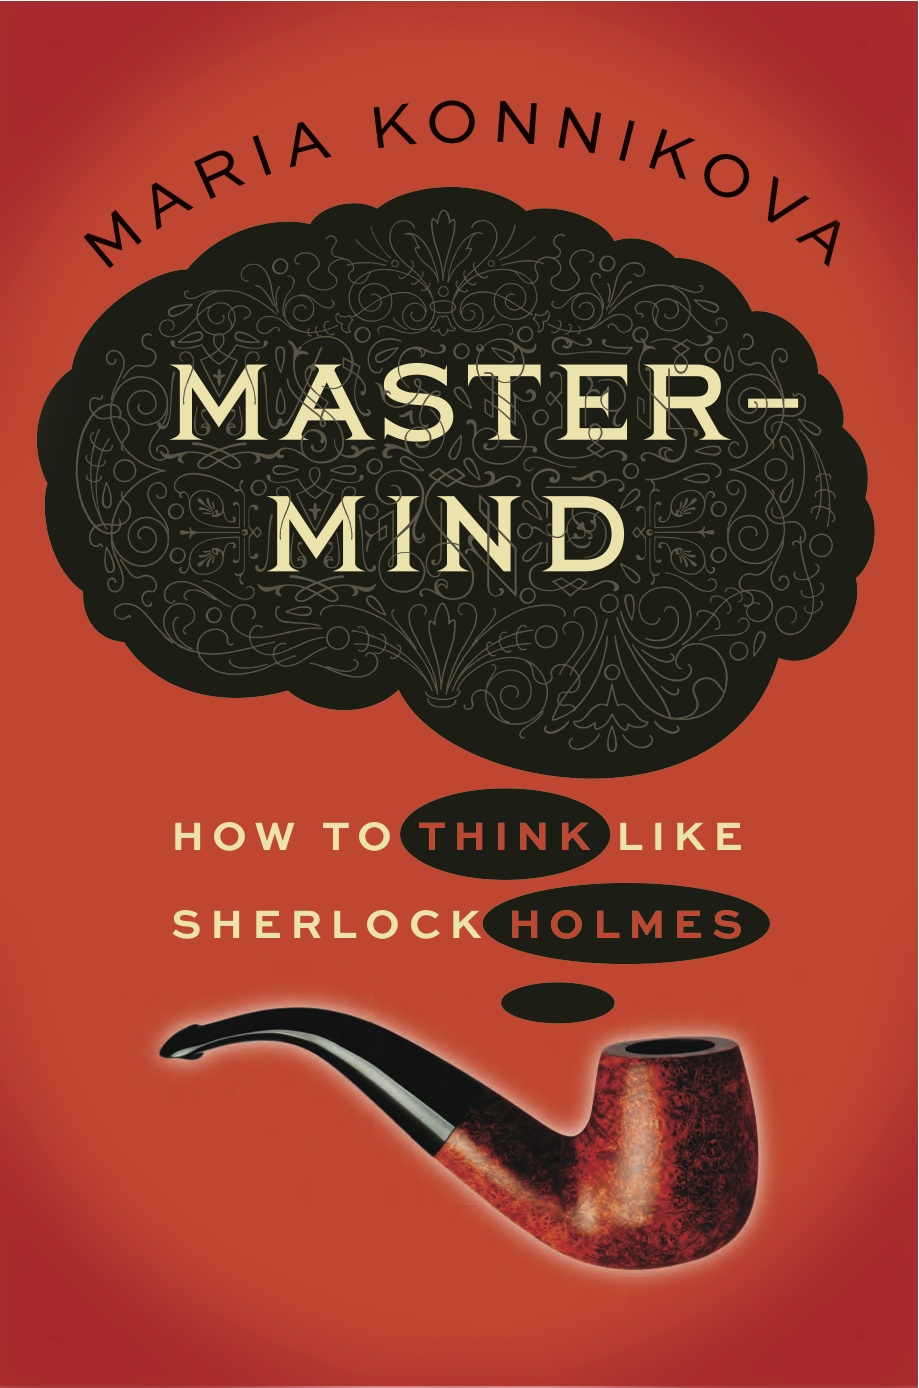 MARIA KONNIKOVA
MASTER-
MIND
HOW TO THINK LIKE
SHERLOCK HOLMES